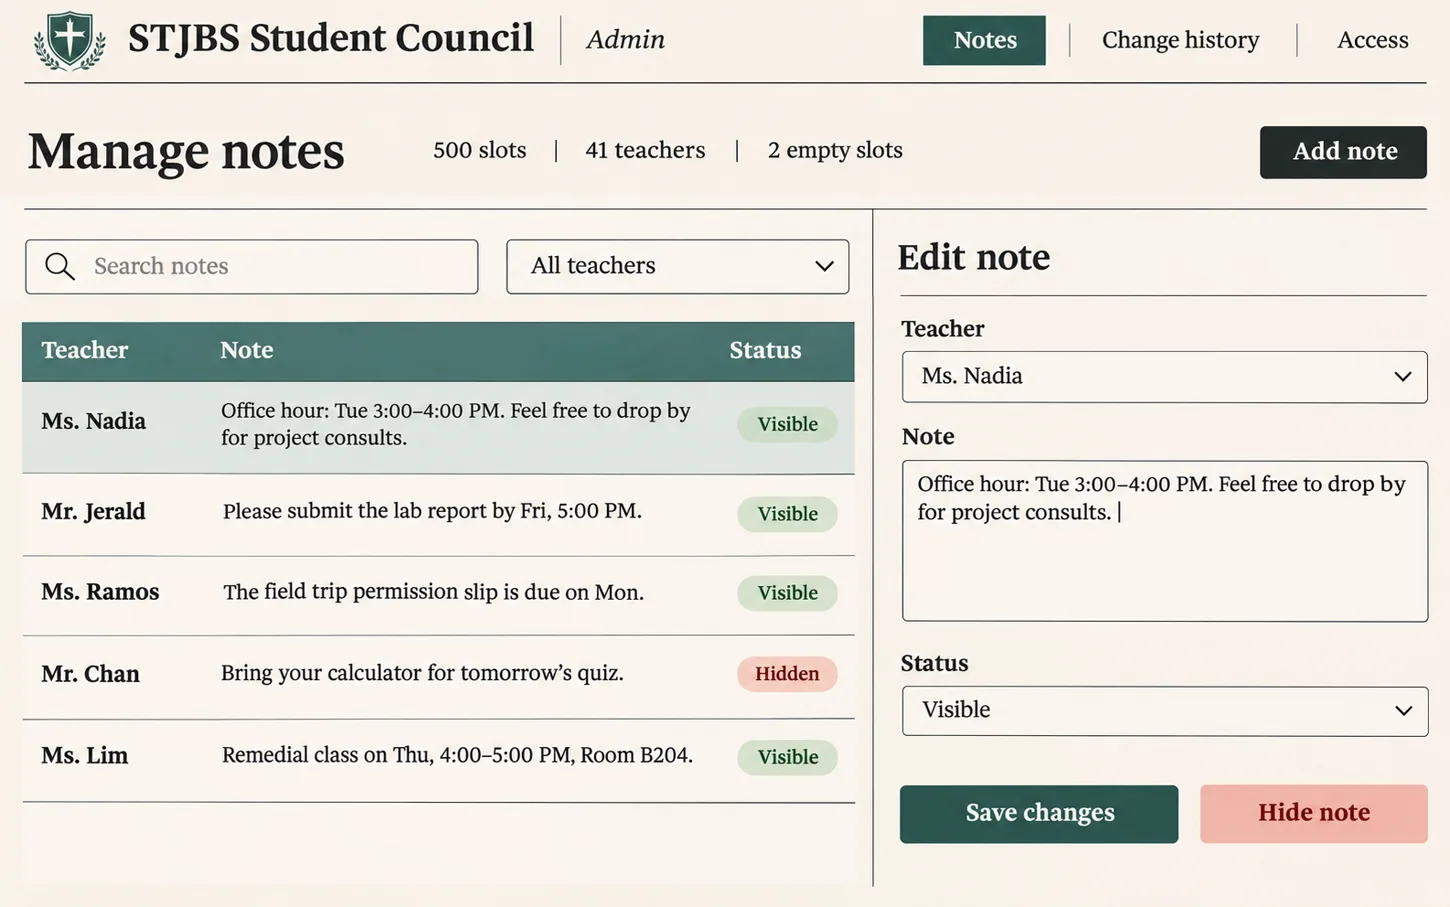 STJBS Student Council
Admin
Notes
Change history
Access
Manage notes
500 slots
41 teachers
2 empty slots
Add note
Search notes
All teachers
Teacher
Note
Status
Ms. Nadia
Office hour: Tue 3:00–4:00 PM. Feel free to drop by
for project consults.
Visible
Mr. Jerald
Please submit the lab report by Fri, 5:00 PM.
Visible
Ms. Ramos
The field trip permission slip is due on Mon.
Visible
Mr. Chan
Bring your calculator for tomorrow’s quiz.
Hidden
Ms. Lim
Remedial class on Thu, 4:00–5:00 PM, Room B204.
Visible
Edit note
Teacher
Ms. Nadia
Note
Office hour: Tue 3:00–4:00 PM. Feel free to drop by
for project consults.
Status
Visible
Save changes
Hide note